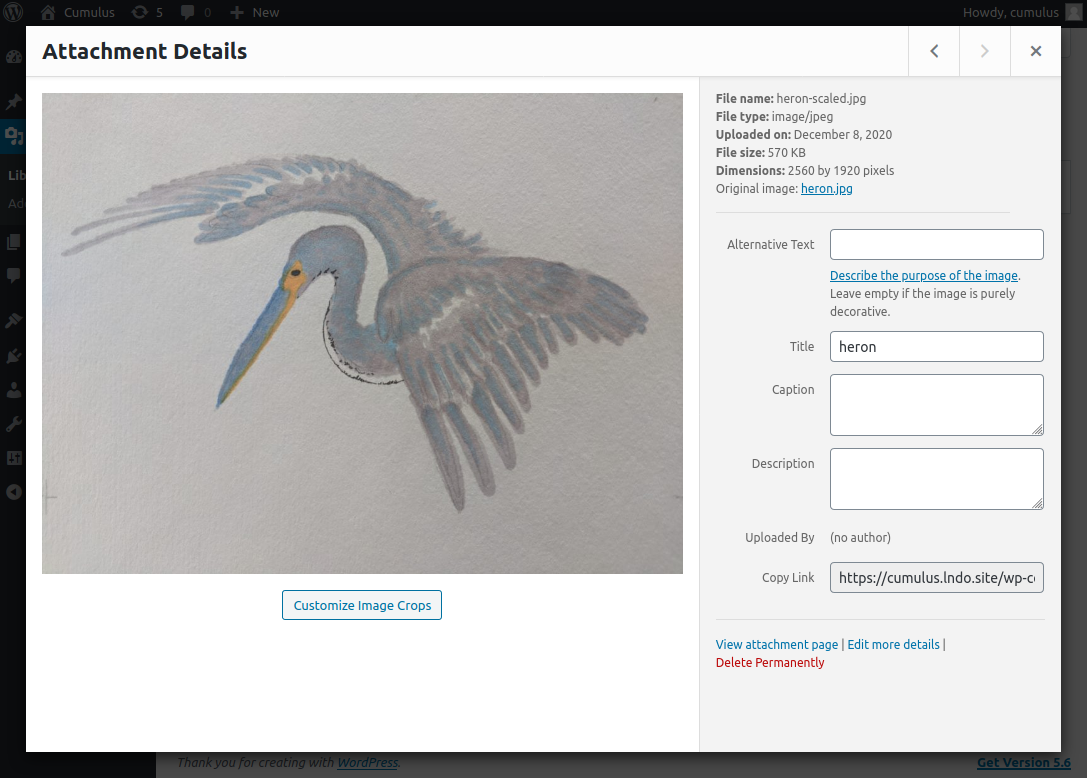 Cumulus 5 0 New Howdy, cumulus
Attachment Details
File name: heron-scaled.jpg
File type: image/jpeg
Uploaded on: December 8, 2020
File size: 570 KB
Dimensions: 2560 by 1920 pixels
Original image: heron.jpg
Alternative Text
Describe the purpose of the image.
Leave empty if the image is purely
decorative.
Title heron
Caption
Description
Uploaded By (no author)
Copy Link https://cumulus.lndo.site/wp-c
View attachment page | Edit more details |
Delete Permanently
Customize Image Crops
Lib
Ad
Thank you for creating with WordPress.
Get Version 5.6